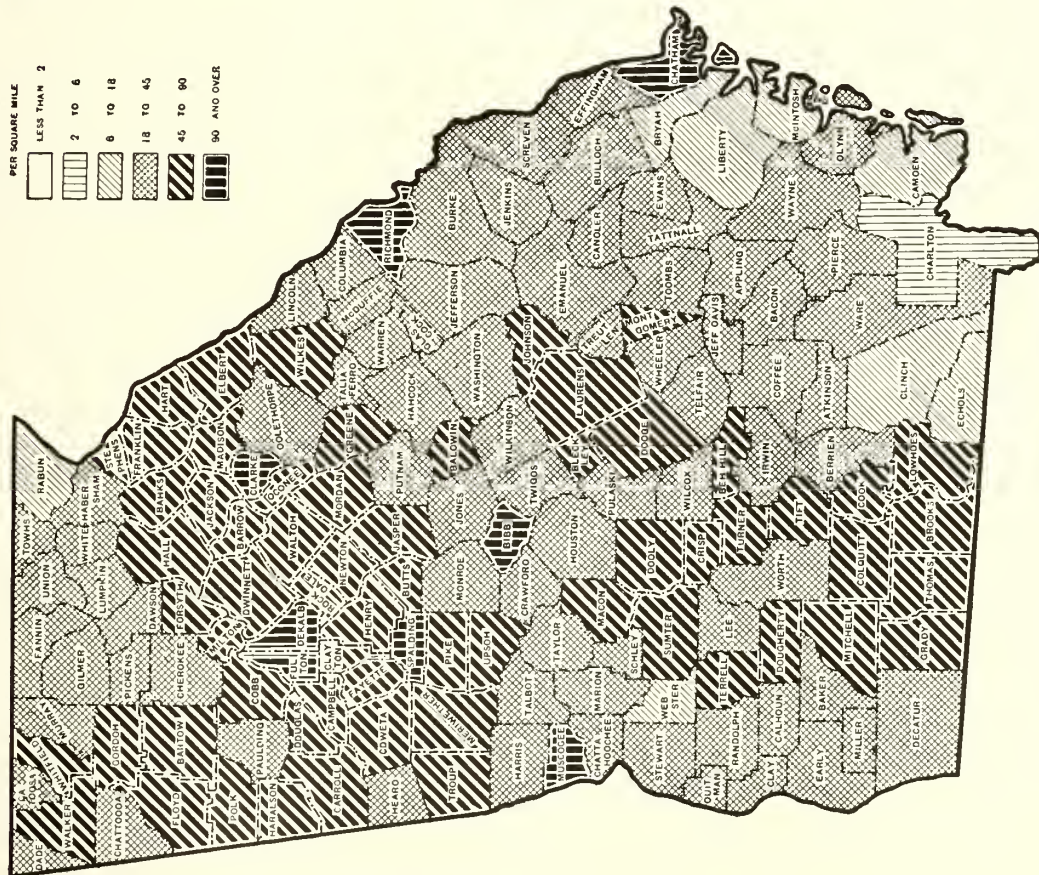 PER SQUARE MILE
LESS THAN 2
2 TO 6
6 TO 18
18 TO 45
45 TO 90
90 AND OVER
DADE
CATOOSA
WALKER
WHITFIELD
MURRAY
FANNIN
UNION
TOWNS
RABUN
CHATTOOGA
GORDON
GILMER
LUMPKIN
WHITE
HABERSHAM
STEPHENS
PICKENS
DAWSON
FLOYD
BARTOW
CHEROKEE
FORSYTH
HALL
BANKS
FRANKLIN
HART
POLK
PAULDING
COBB
MILTON
GWINNETT
JACKSON
MADISON
ELBERT
BARROW
CLARKE
OCONEE
OGLETHORPE
WILKES
LINCOLN
HARALSON
DOUGLAS
FULTON
DEKALB
WALTON
CARROLL
CAMPBELL
CLAYTON
ROCKDALE
NEWTON
MORGAN
GREENE
TALIAFERRO
MCDUFFIE
COLUMBIA
HEARD
COWETA
FAYETTE
HENRY
SPALDING
BUTTS
JASPER
PUTNAM
HANCOCK
WARREN
GLASCOCK
RICHMOND
TROUP
MERIWETHER
PIKE
UPSON
MONROE
JONES
BALDWIN
WASHINGTON
JEFFERSON
BURKE
HARRIS
TALBOT
TAYLOR
CRAWFORD
BIBB
TWIGGS
WILKINSON
JOHNSON
EMANUEL
JENKINS
SCREVEN
MUSCOGEE
CHATTAHOOCHEE
MARION
SCHLEY
MACON
HOUSTON
PULASKI
BLECKLEY
LAURENS
TREUTLEN
CANDLER
BULLOCH
EFFINGHAM
STEWART
WEBSTER
SUMTER
DOOLY
WILCOX
DODGE
WHEELER
MONTGOMERY
TOOMBS
TATTNALL
EVANS
BRYAN
CHATHAM
QUITMAN
RANDOLPH
TERRELL
LEE
CRISP
TURNER
BEN HILL
TELFAIR
JEFF DAVIS
APPLING
LIBERTY
CLAY
CALHOUN
DOUGHERTY
WORTH
TIFT
IRWIN
COFFEE
BACON
WAYNE
MCINTOSH
EARLY
BAKER
MITCHELL
COLQUITT
COOK
BERRIEN
ATKINSON
WARE
PIERCE
GLYNN
MILLER
DECATUR
GRADY
THOMAS
BROOKS
LOWNDES
CLINCH
ECHOLS
CHARLTON
CAMDEN